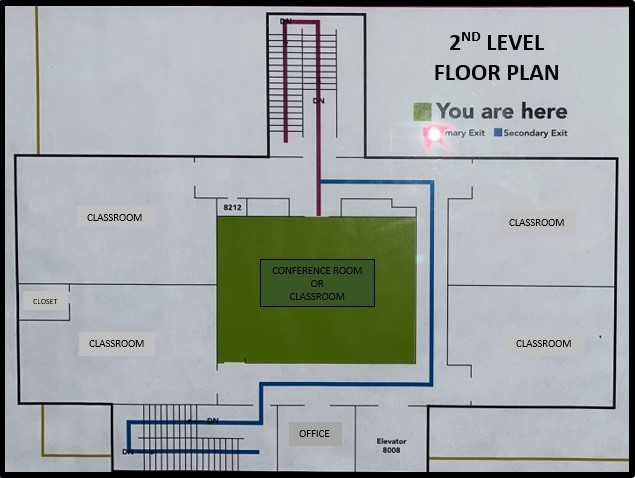 2ND LEVEL
FLOOR PLAN
You are here
mary Exit Secondary Exit
DN
DN
8212
CLASSROOM
CLASSROOM
CONFERENCE ROOM
OR
CLASSROOM
CLOSET
CLASSROOM
CLASSROOM
DN
DN
OFFICE
Elevator
8008